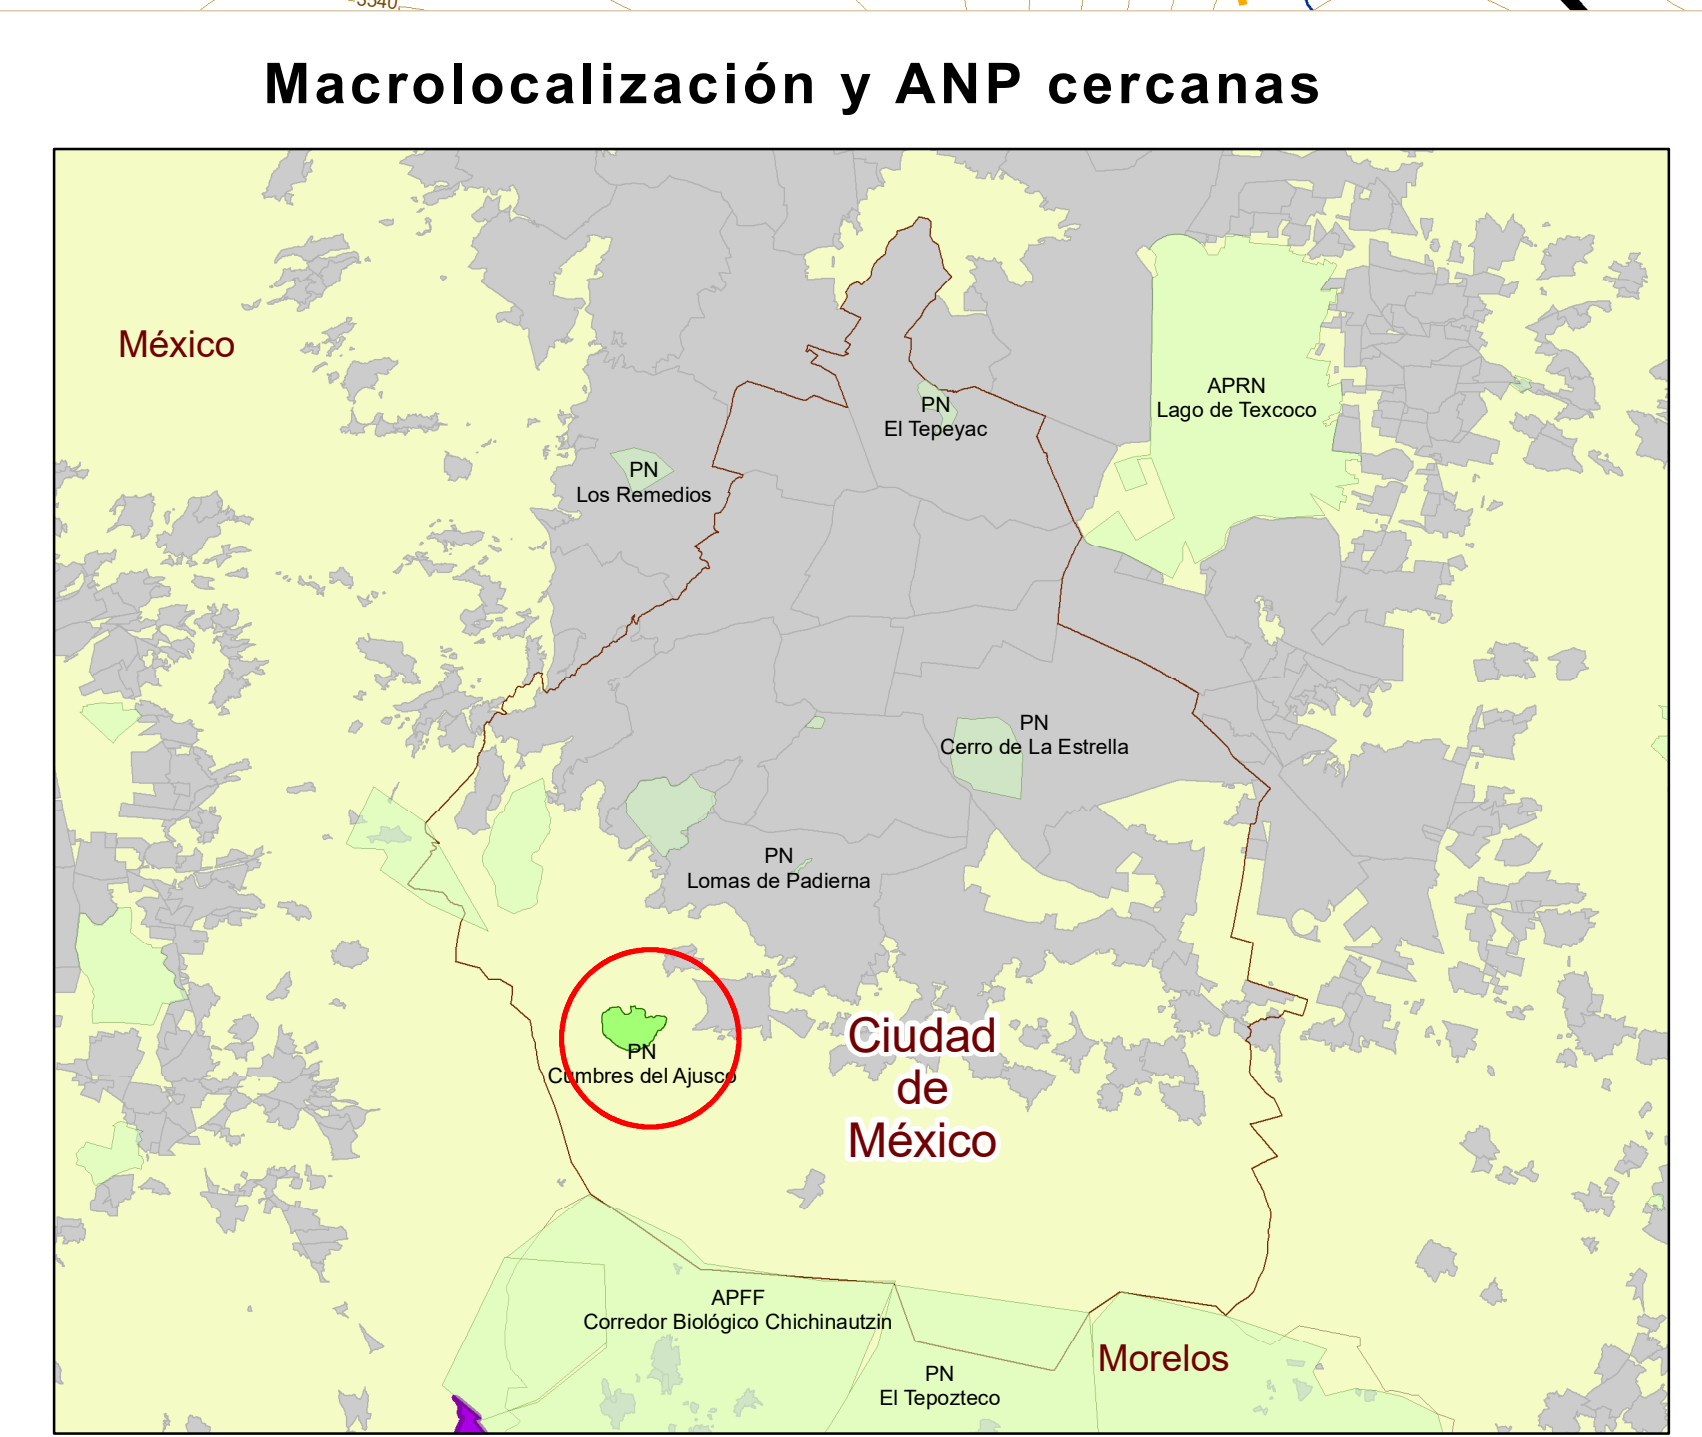 3540
Macrolocalización y ANP cercanas
México
APRN
Lago de Texcoco
PN
El Tepeyac
PN
Los Remedios
PN
Cerro de La Estrella
PN
Lomas de Padierna
PN
Cumbres del Ajusco
Ciudad
de
México
APFF
Corredor Biológico Chichinautzin
Morelos
PN
El Tepozteco